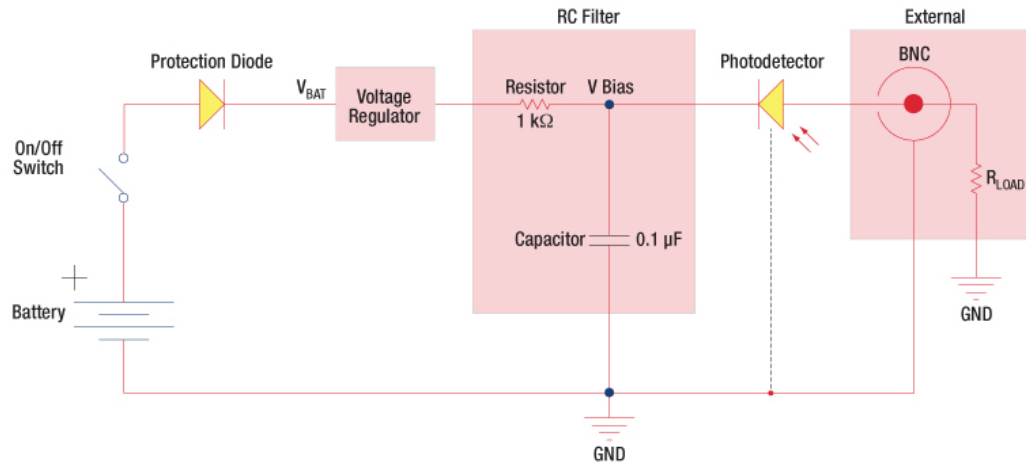 RC Filter
External
Protection Diode
Photodetector
BNC
V_BAT
Voltage
Regulator
Resistor
1 kΩ
V Bias
On/Off
Switch
R_LOAD
Capacitor
0.1 µF
+
Battery
GND
GND